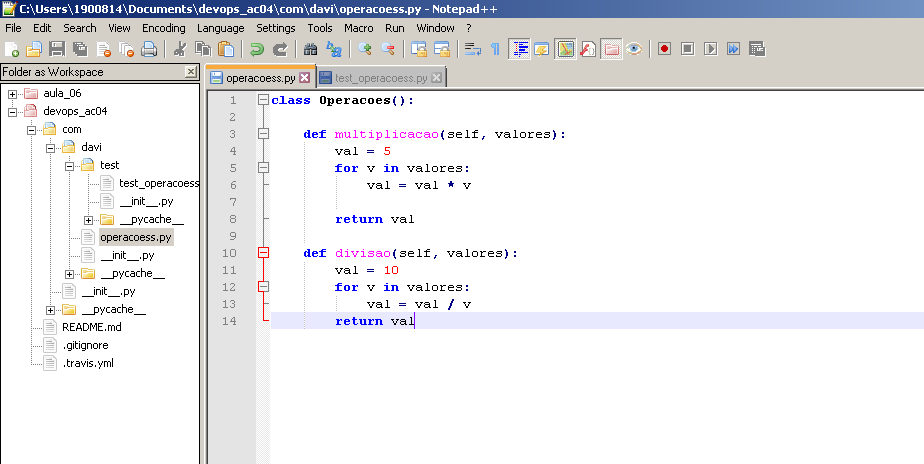 C:\Users\1900814\Documents\devops_ac04\com\davi\operacoess.py - Notepad++
File Edit Search View Encoding Language Settings Tools Macro Run Window ?
Folder as Workspace
aula_06
devops_ac04
com
davi
test
test_operacoess
__init__.py
__pycache__
operacoess.py
__init__.py
__pycache__
__init__.py
__pycache__
README.md
.gitignore
.travis.yml
operacoess.py test_operacoess.py
1 class Operacoes():
2
3     def multiplicacao(self, valores):
4         val = 5
5         for v in valores:
6             val = val * v
7
8         return val
9
10     def divisao(self, valores):
11         val = 10
12         for v in valores:
13             val = val / v
14         return val